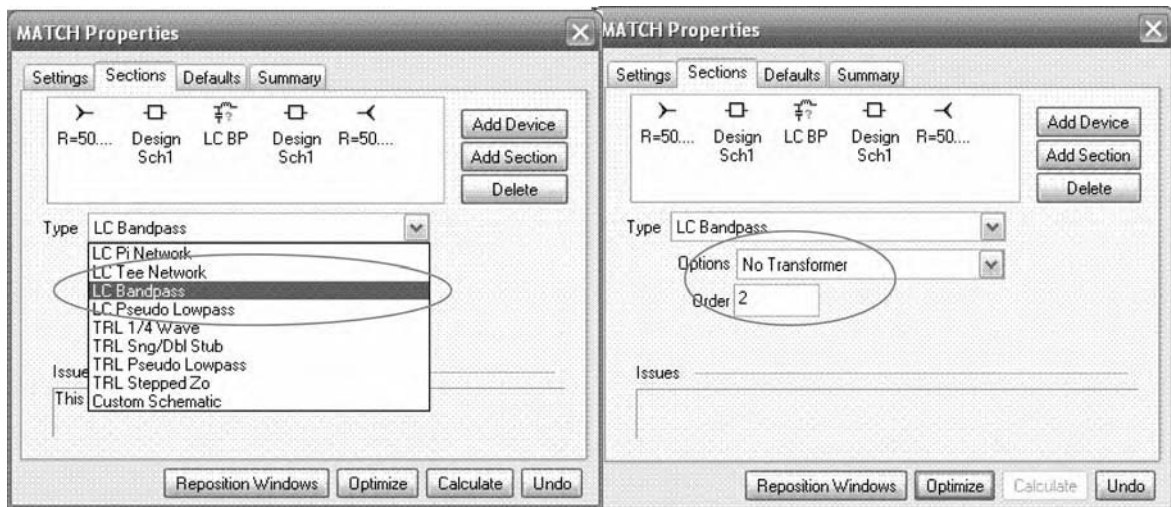 MATCH Properties
Settings Sections Defaults Summary
R=50.... Design LC BP Design R=50....
Sch1 Sch1
Add Device
Add Section
Delete
Type LC Bandpass
LC Pi Network
LC Tee Network
LC Bandpass
LC Pseudo Lowpass
TRL 1/4 Wave
TRL Sng/Dbl Stub
TRL Pseudo Lowpass
TRL Stepped Zo
Custom Schematic
Issue
This
Reposition Windows Optimize Calculate Undo
MATCH Properties
Settings Sections Defaults Summary
?
R=50.... Design LC BP Design R=50....
Sch1 Sch1
Add Device
Add Section
Delete
Type LC Bandpass
Options No Transformer
Order 2
Issues
Reposition Windows Optimize Calculate Undo